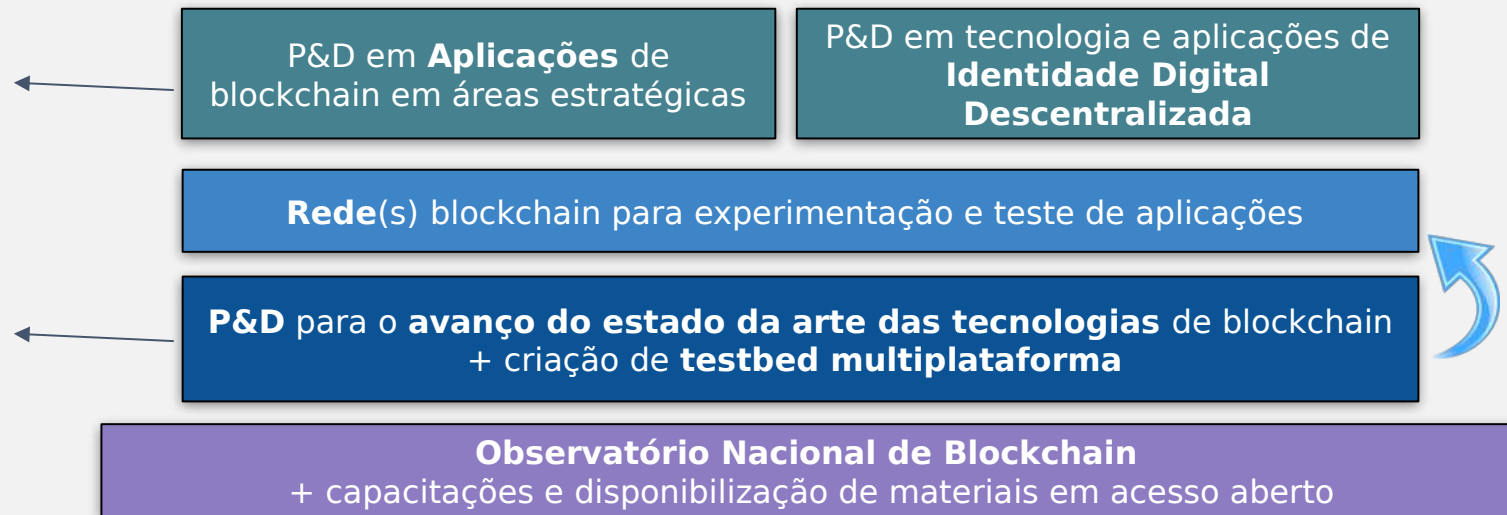 P&D em Aplicações de
blockchain em áreas estratégicas
P&D em tecnologia e aplicações de
Identidade Digital
Descentralizada
Rede(s) blockchain para experimentação e teste de aplicações
P&D para o avanço do estado da arte das tecnologias de blockchain
+ criação de testbed multiplataforma
Observatório Nacional de Blockchain
+ capacitações e disponibilização de materiais em acesso aberto